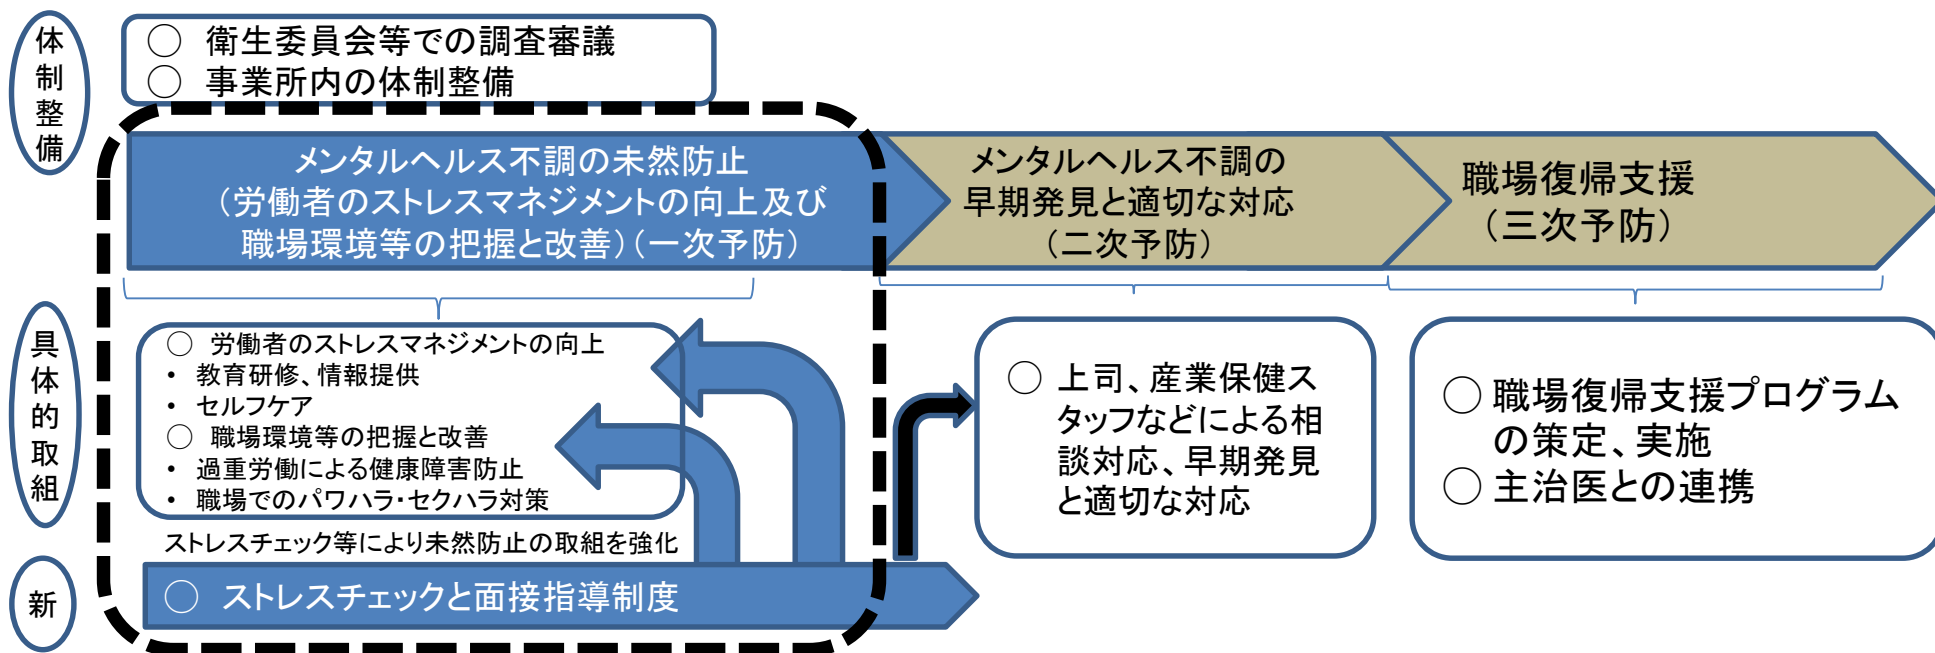 体制整備
○ 衛生委員会等での調査審議
○ 事業所内の体制整備
メンタルヘルス不調の未然防止
(労働者のストレスマネジメントの向上及び
職場環境等の把握と改善)(一次予防)
メンタルヘルス不調の
早期発見と適切な対応
(二次予防)
職場復帰支援
(三次予防)
具体的取組
○ 労働者のストレスマネジメントの向上
・ 教育研修、情報提供
・ セルフケア
○ 職場環境等の把握と改善
・ 過重労働による健康障害防止
・ 職場でのパワハラ・セクハラ対策
ストレスチェック等により未然防止の取組を強化
○ 上司、産業保健ス
タッフなどによる相
談対応、早期発見
と適切な対応
○ 職場復帰支援プログラム
の策定、実施
○ 主治医との連携
新
○ ストレスチェックと面接指導制度